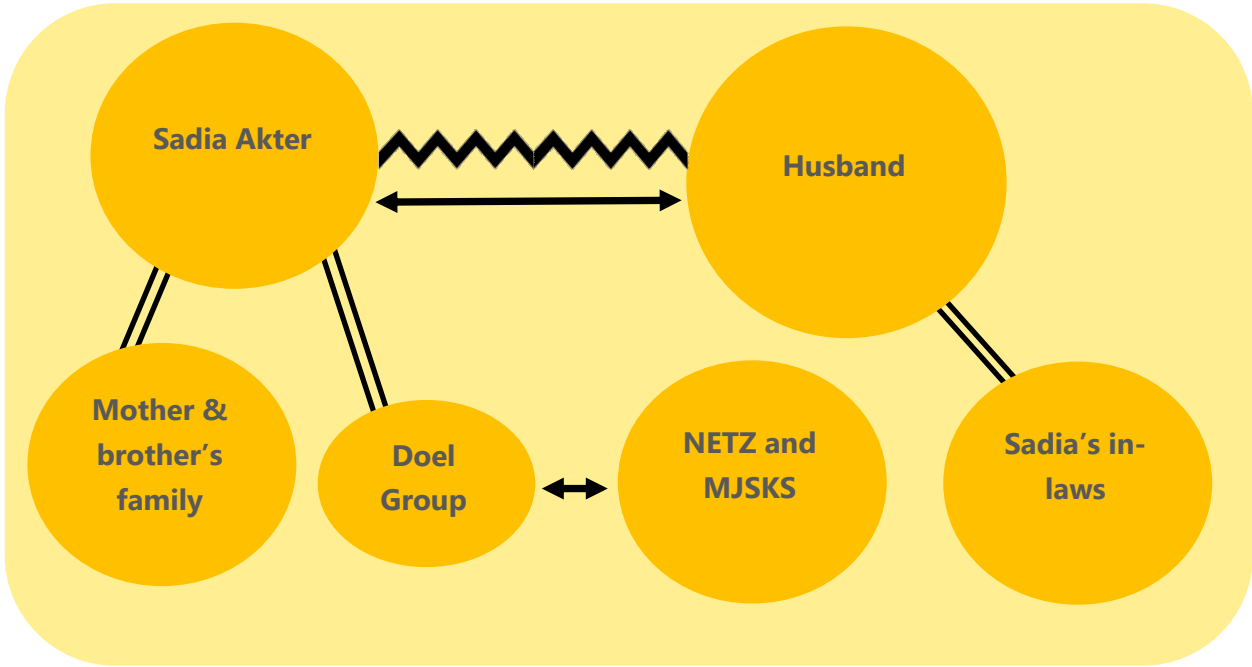 Sadia Akter
Husband
Mother &
brother’s
family
Doel
Group
NETZ and
MJSKS
Sadia’s in-
laws